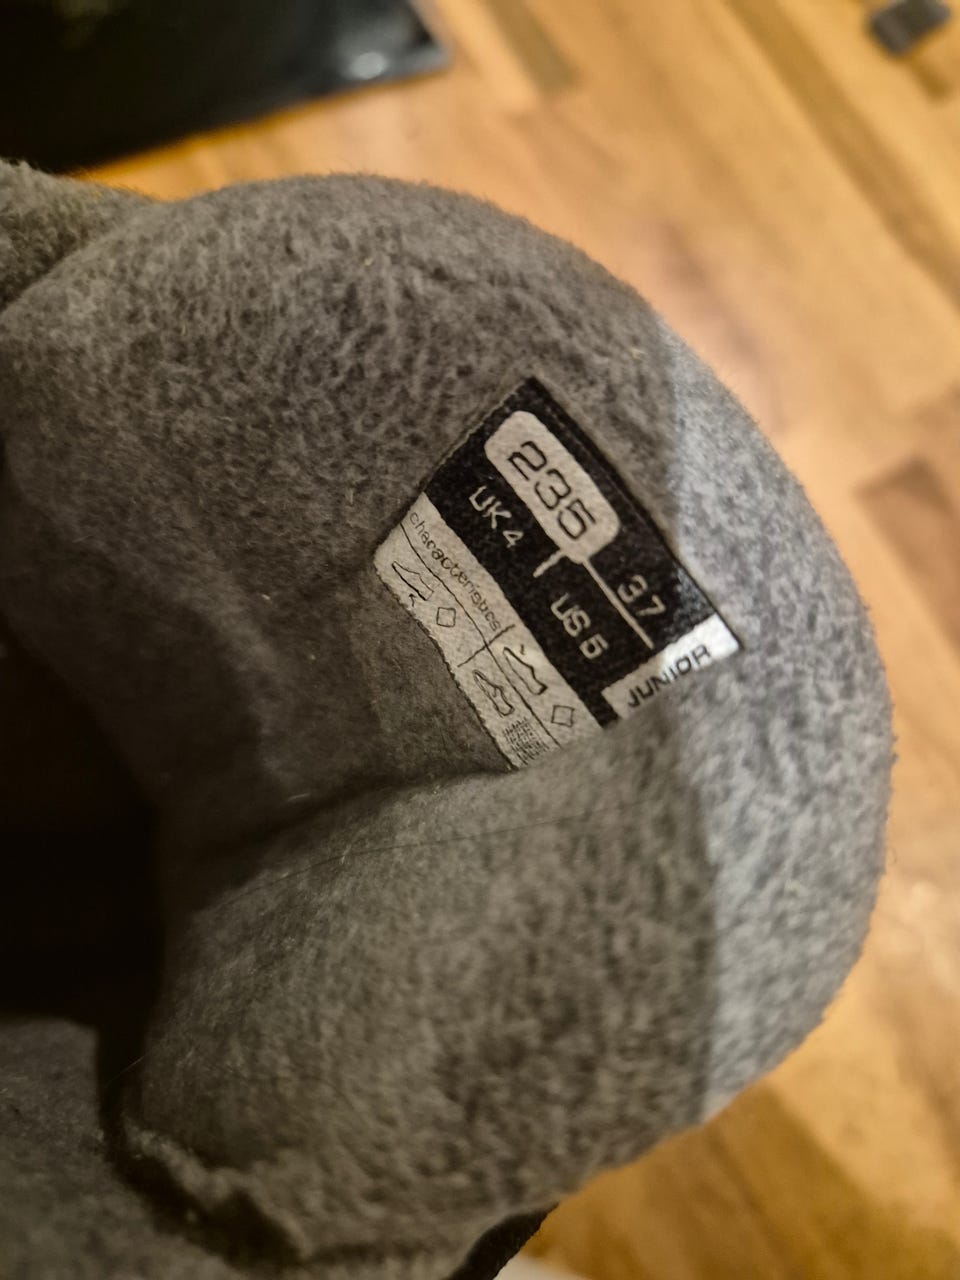 235
37
UK 4
US 5
JUNIOR
characteristics